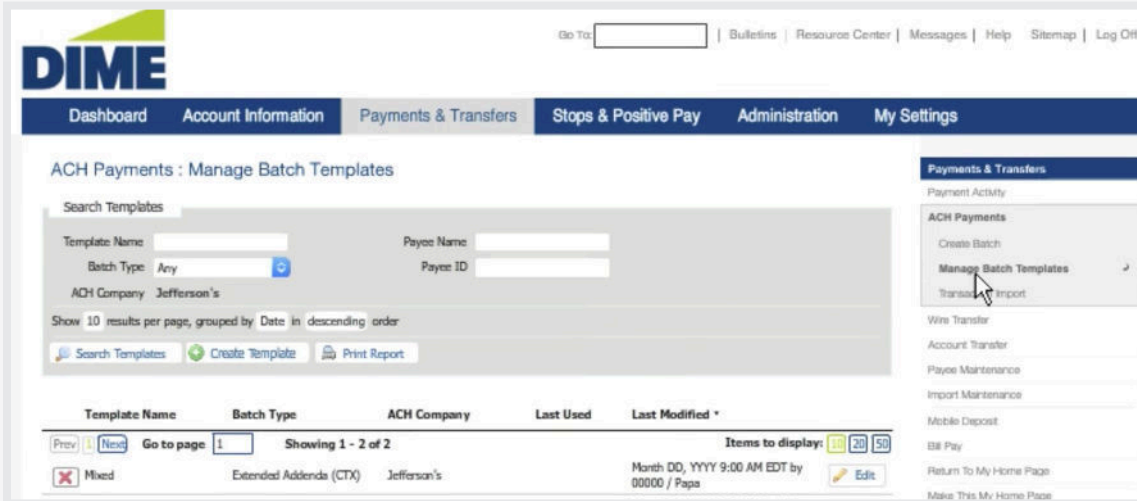 DIME
Go To: | Bulletins | Resource Center | Messages | Help Sitemap | Log Off
Dashboard Account Information Payments & Transfers Stops & Positive Pay Administration My Settings
ACH Payments : Manage Batch Templates
Search Templates
Template Name Payee Name
Batch Type Any Payee ID
ACH Company Jefferson's
Show 10 results per page, grouped by Date in descending order
Search Templates Create Template Print Report
Template Name Batch Type ACH Company Last Used Last Modified
Prev 1 Next Go to page 1 Showing 1 - 2 of 2 Items to display: 10 20 50
Mixed Extended Addenda (CTX) Jefferson's Month DD, YYYY 9:00 AM EDT by Edit
00000 / Papa
Payments & Transfers
Payment Activity
ACH Payments
Create Batch
Manage Batch Templates
Import
Wire Transfer
Account Transfer
Payee Maintenance
Import Maintenance
Mobile Deposit
Bill Pay
Return To My Home Page
Make This My Home Page